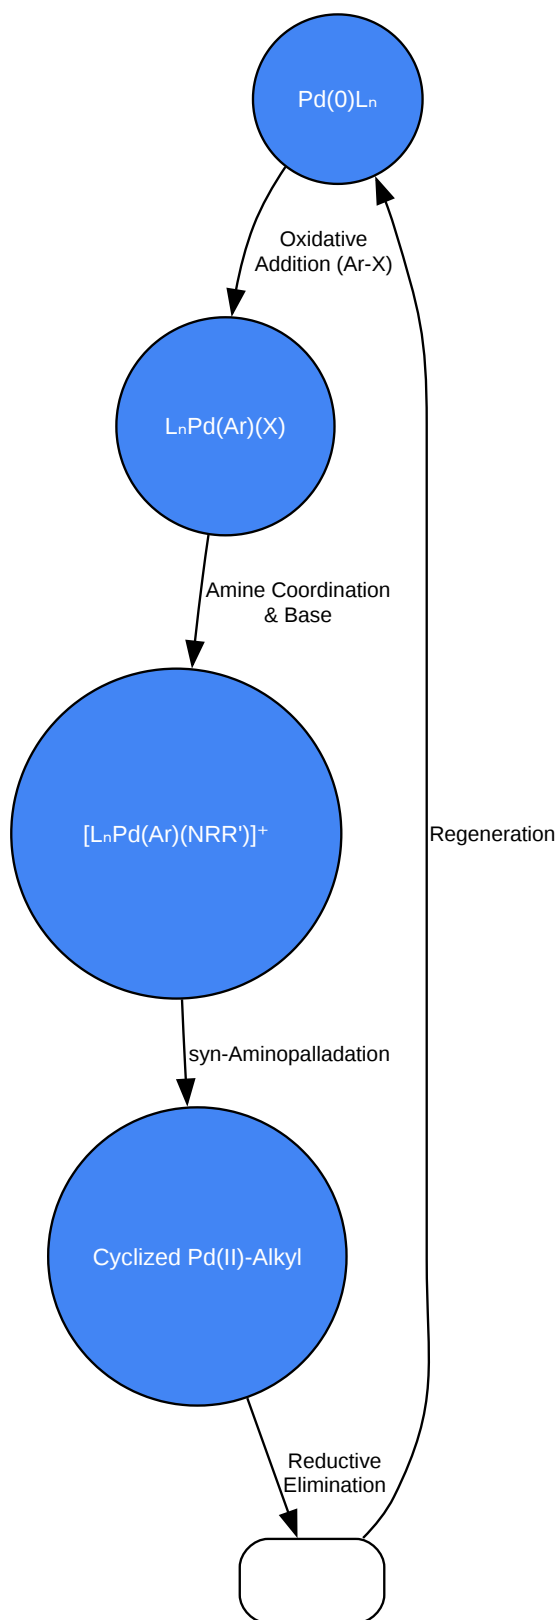 Pd(0)Lₙ
Oxidative
Addition (Ar-X)
LₙPd(Ar)(X)
Amine Coordination
& Base
[LₙPd(Ar)(NRR')]⁺
Regeneration
syn-Aminopalladation
Cyclized Pd(II)-Alkyl
Reductive
Elimination